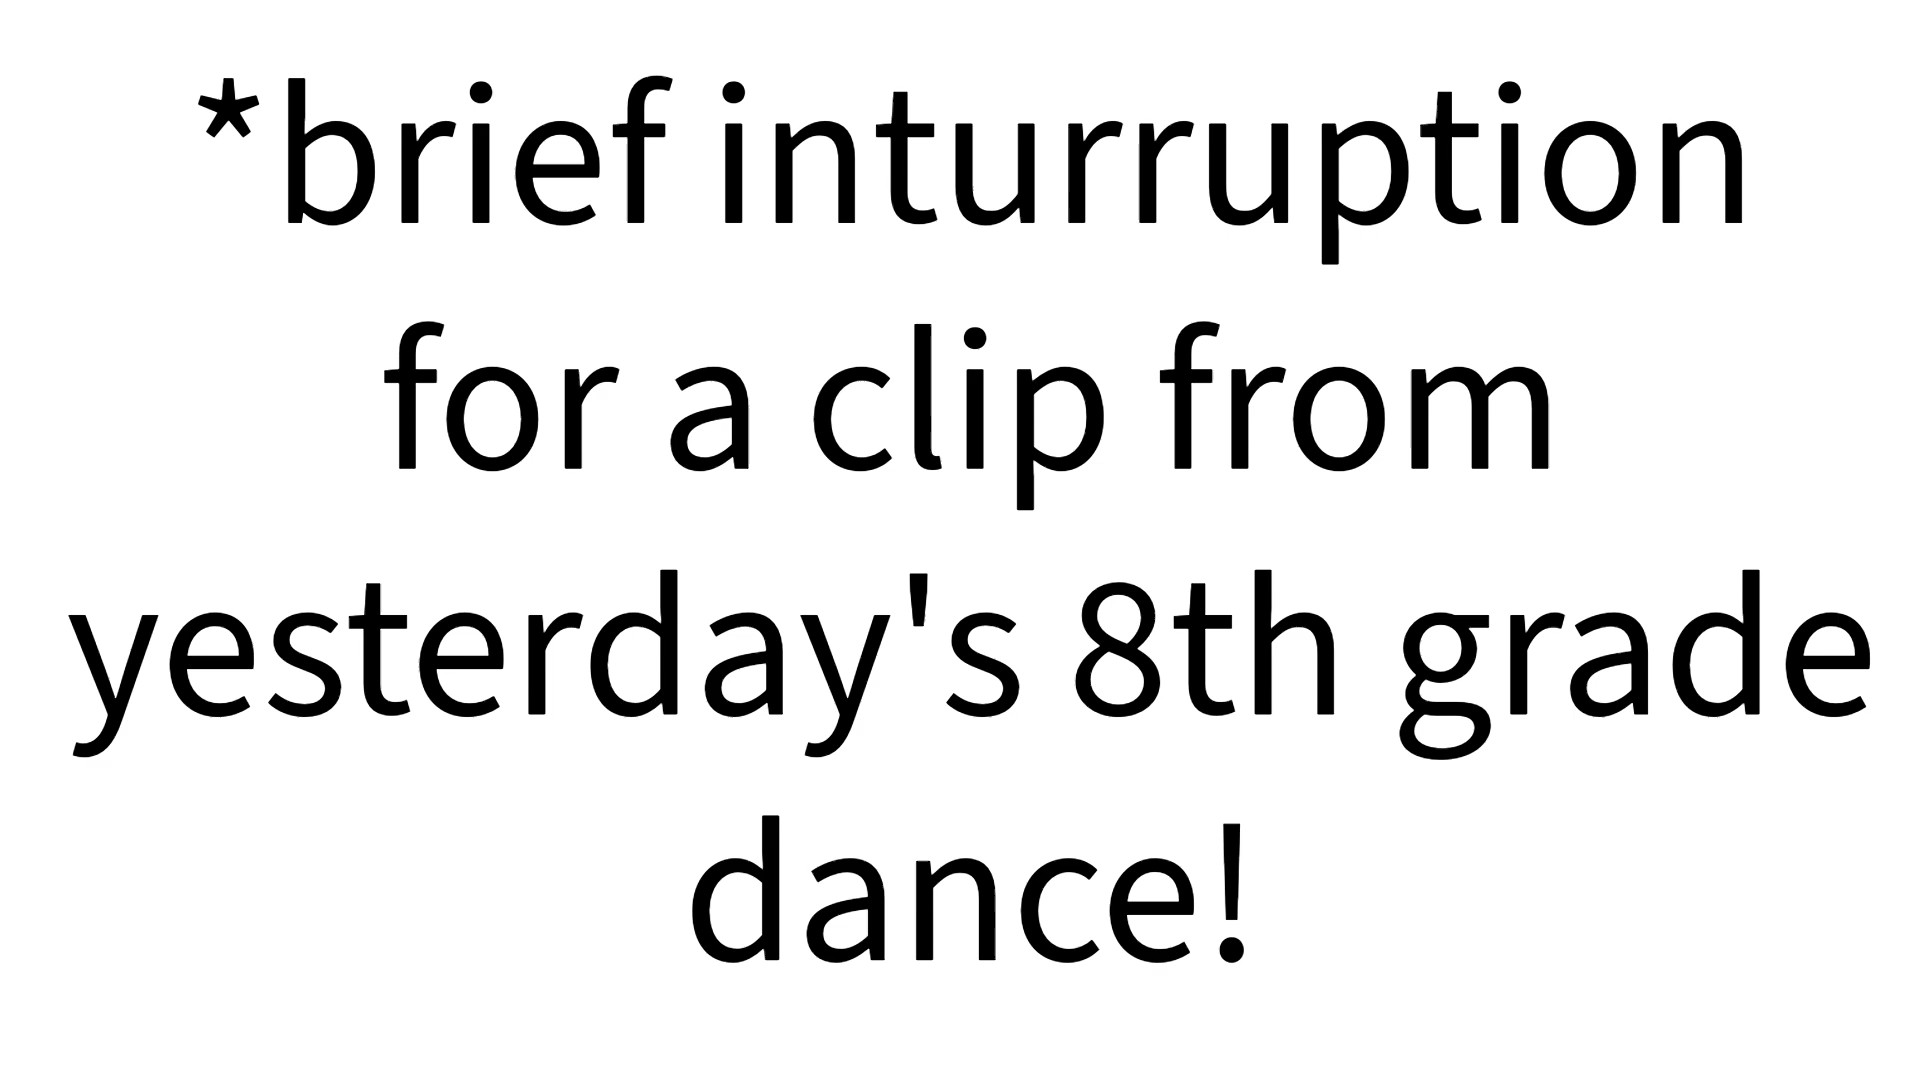 *brief inturruption
for a clip from
yesterday's 8th grade
dance!